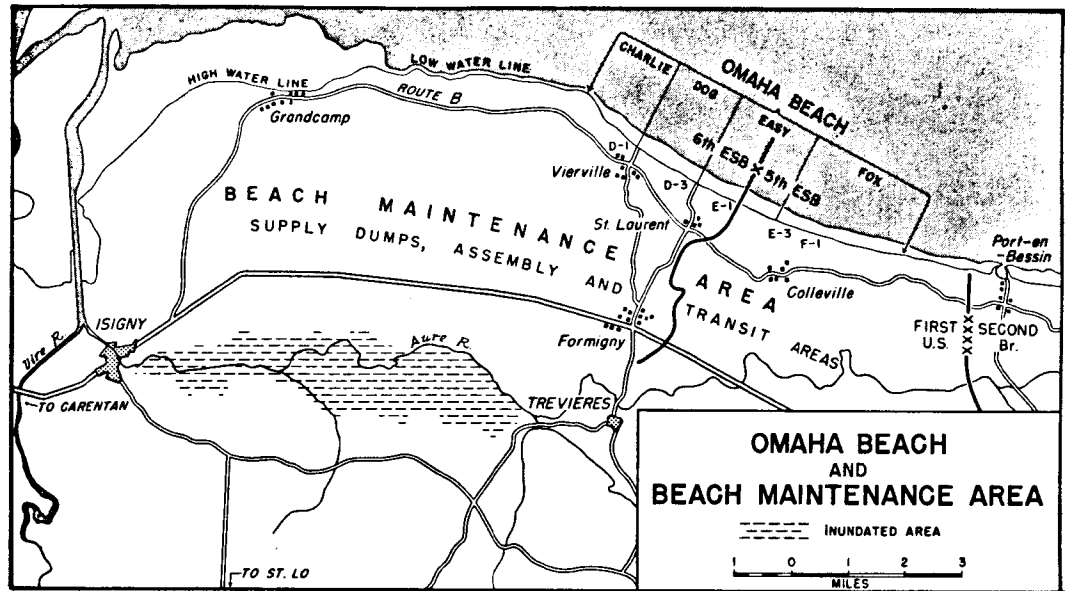 LOW WATER LINE
HIGH WATER LINE
ROUTE B
Grandcamp
OMAHA BEACH
CHARLIE
DOG
EASY
FOX
6th ESB X 5th ESB
D-1
Vierville
D-3
E-1
St. Laurent
E-3
F-1
Port-en
-Bessin
BEACH MAINTENANCE AREA
SUPPLY DUMPS, ASSEMBLY AND TRANSIT AREAS
Colleville
ISIGNY
Vire R.
Aure R.
Formigny
FIRST XXXX SECOND
U.S. Br.
TO CARENTAN
TREVIERES
TO ST. LO
OMAHA BEACH
AND
BEACH MAINTENANCE AREA
INUNDATED AREA
1 0 1 2 3
MILES